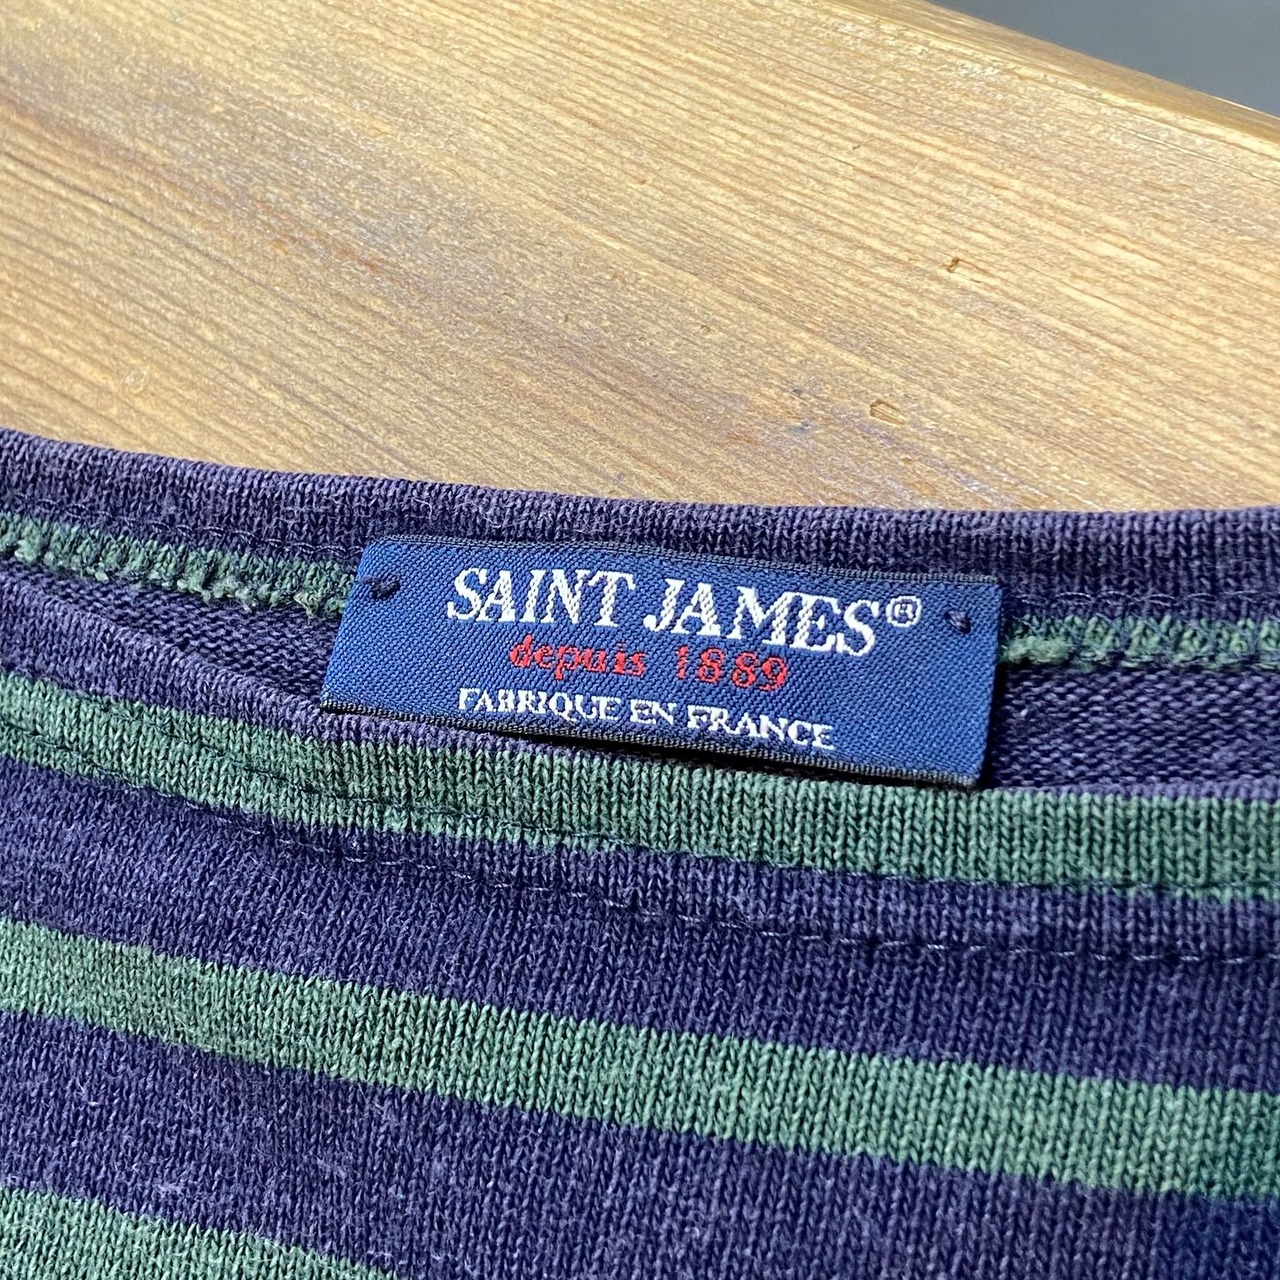 SAINT JAMES®
depuis 1889
FABRIQUE EN FRANCE